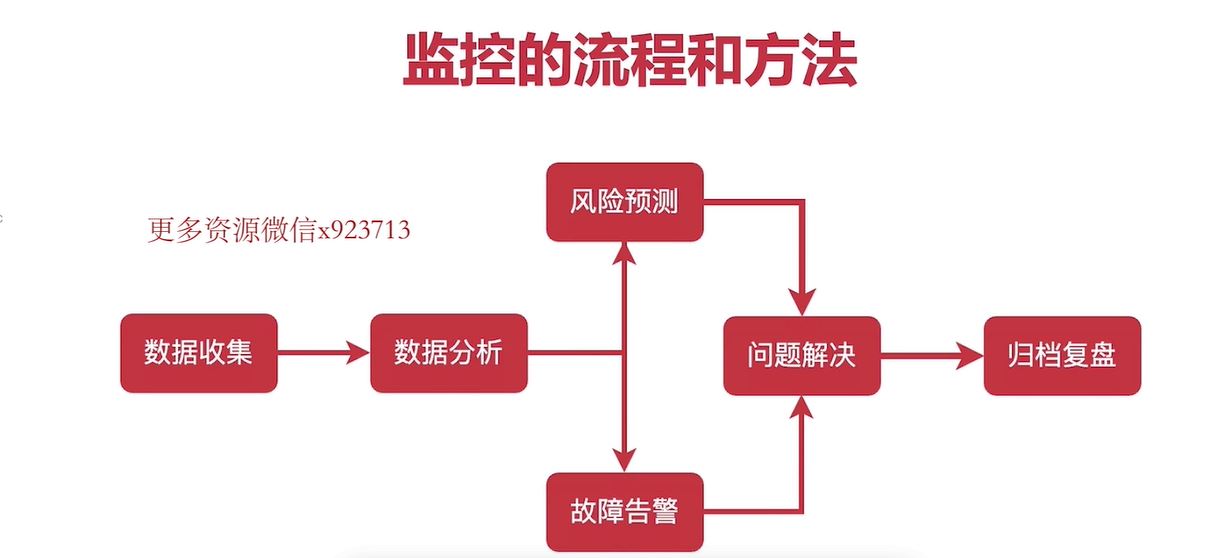 监控的流程和方法
风险预测
更多资源微信x923713
数据收集
数据分析
问题解决
归档复盘
故障告警